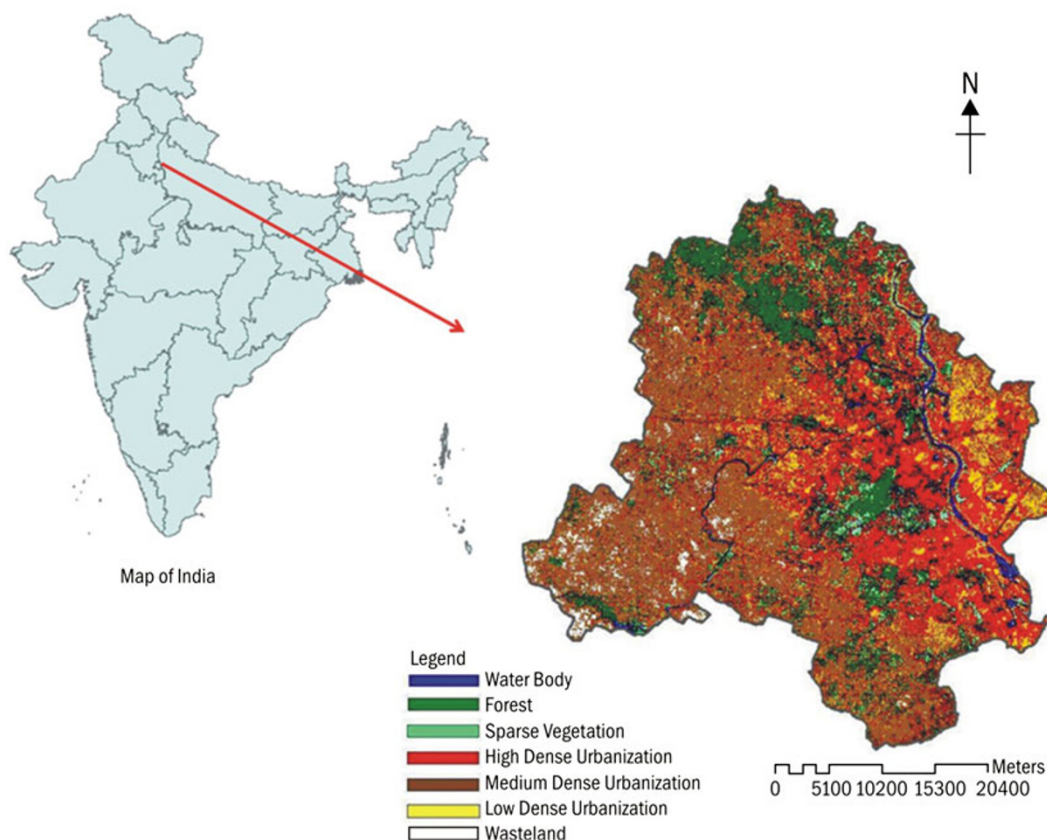 N
Map of India
Legend
Water Body
Forest
Sparse Vegetation
High Dense Urbanization
Medium Dense Urbanization
Low Dense Urbanization
Wasteland
Meters
0 5100 10200 15300 20400